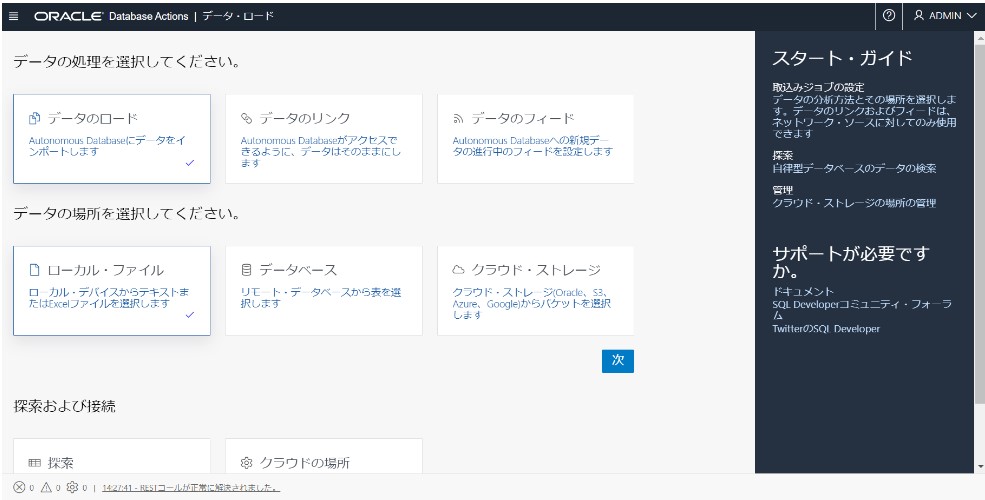 ORACLE Database Actions | データ・ロード
ADMIN
データの処理を選択してください。
データのロード
Autonomous Databaseにデータをイ
ンポートします
データのリンク
Autonomous Databaseがアクセスで
きるように、データはそのままにし
ます
データのフィード
Autonomous Databaseへの新規デー
タの進行中のフィードを設定します
データの場所を選択してください。
ローカル・ファイル
ローカル・デバイスからテキストま
たはExcelファイルを選択します
データベース
リモート・データベースから表を選
択します
クラウド・ストレージ
クラウド・ストレージ(Oracle、S3、
Azure、Google)からバケットを選択
します
次
探索および接続
探索
クラウドの場所
スタート・ガイド
取込みジョブの設定
データの分析方法とその場所を選択しま
す。データのリンクおよびフィードは、
ネットワーク・ソースに対してのみ使用
できます
探索
自律型データベースのデータの検索
管理
クラウド・ストレージの場所の管理
サポートが必要です
か。
ドキュメント
SQL Developerコミュニティ・フォーラ
ム
TwitterのSQL Developer
0 0 0 | 14:27:41 - RESTコールが正常に解決されました。